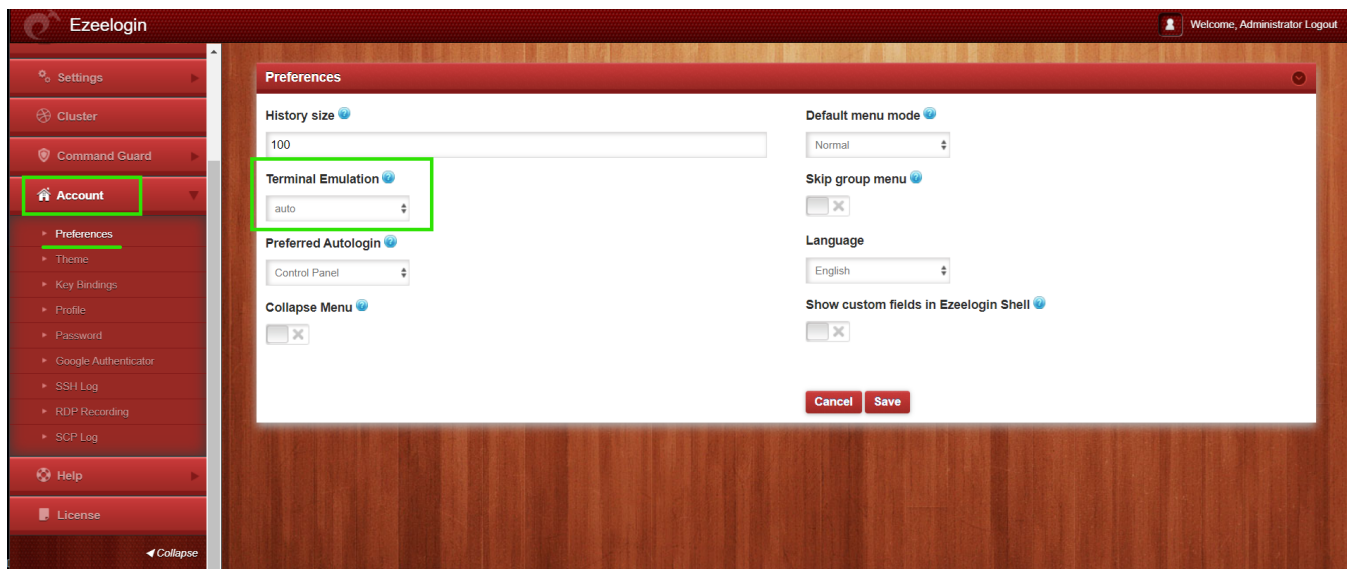 Ezeelogin
Welcome, Administrator Logout
Settings
Cluster
Command Guard
Account
Preferences
Theme
Key Bindings
Profile
Password
Google Authenticator
SSH Log
RDP Recording
SCP Log
Help
License
Collapse
Preferences
History size
100
Terminal Emulation
auto
Preferred Autologin
Control Panel
Collapse Menu
Default menu mode
Normal
Skip group menu
Language
English
Show custom fields in Ezeelogin Shell
Cancel Save